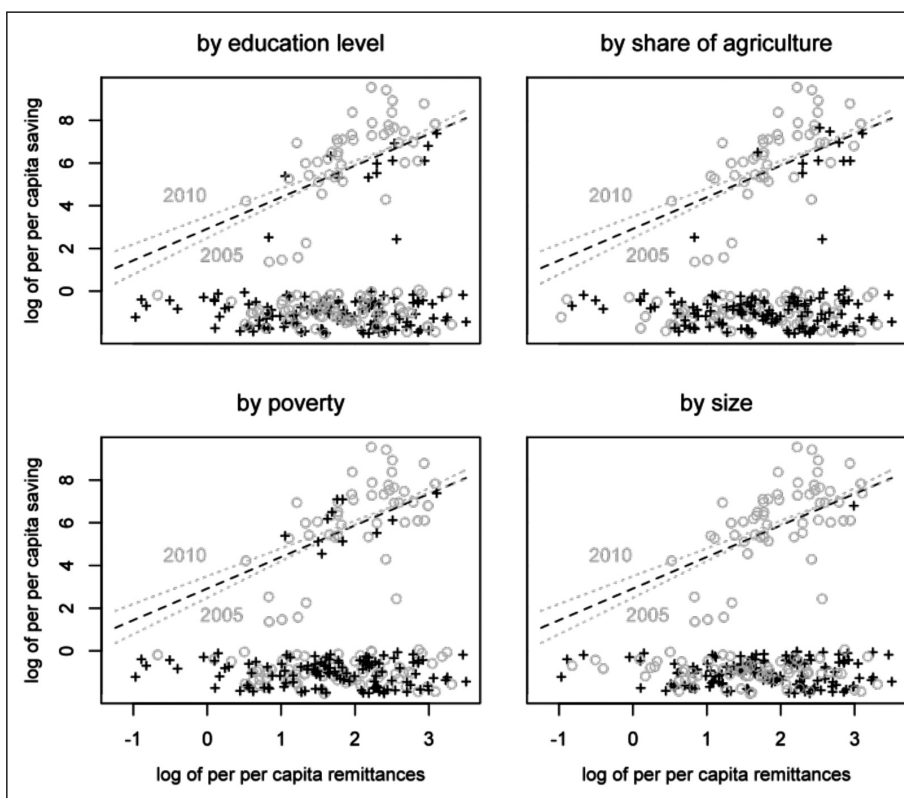 by education level
by share of agriculture
log of per per capita saving
8
6
4
2
0
2010
2005
2010
2005
by poverty
by size
log of per per capita saving
8
6
4
2
0
2010
2005
2010
2005
-1 0 1 2 3
-1 0 1 2 3
log of per per capita remittances
log of per per capita remittances